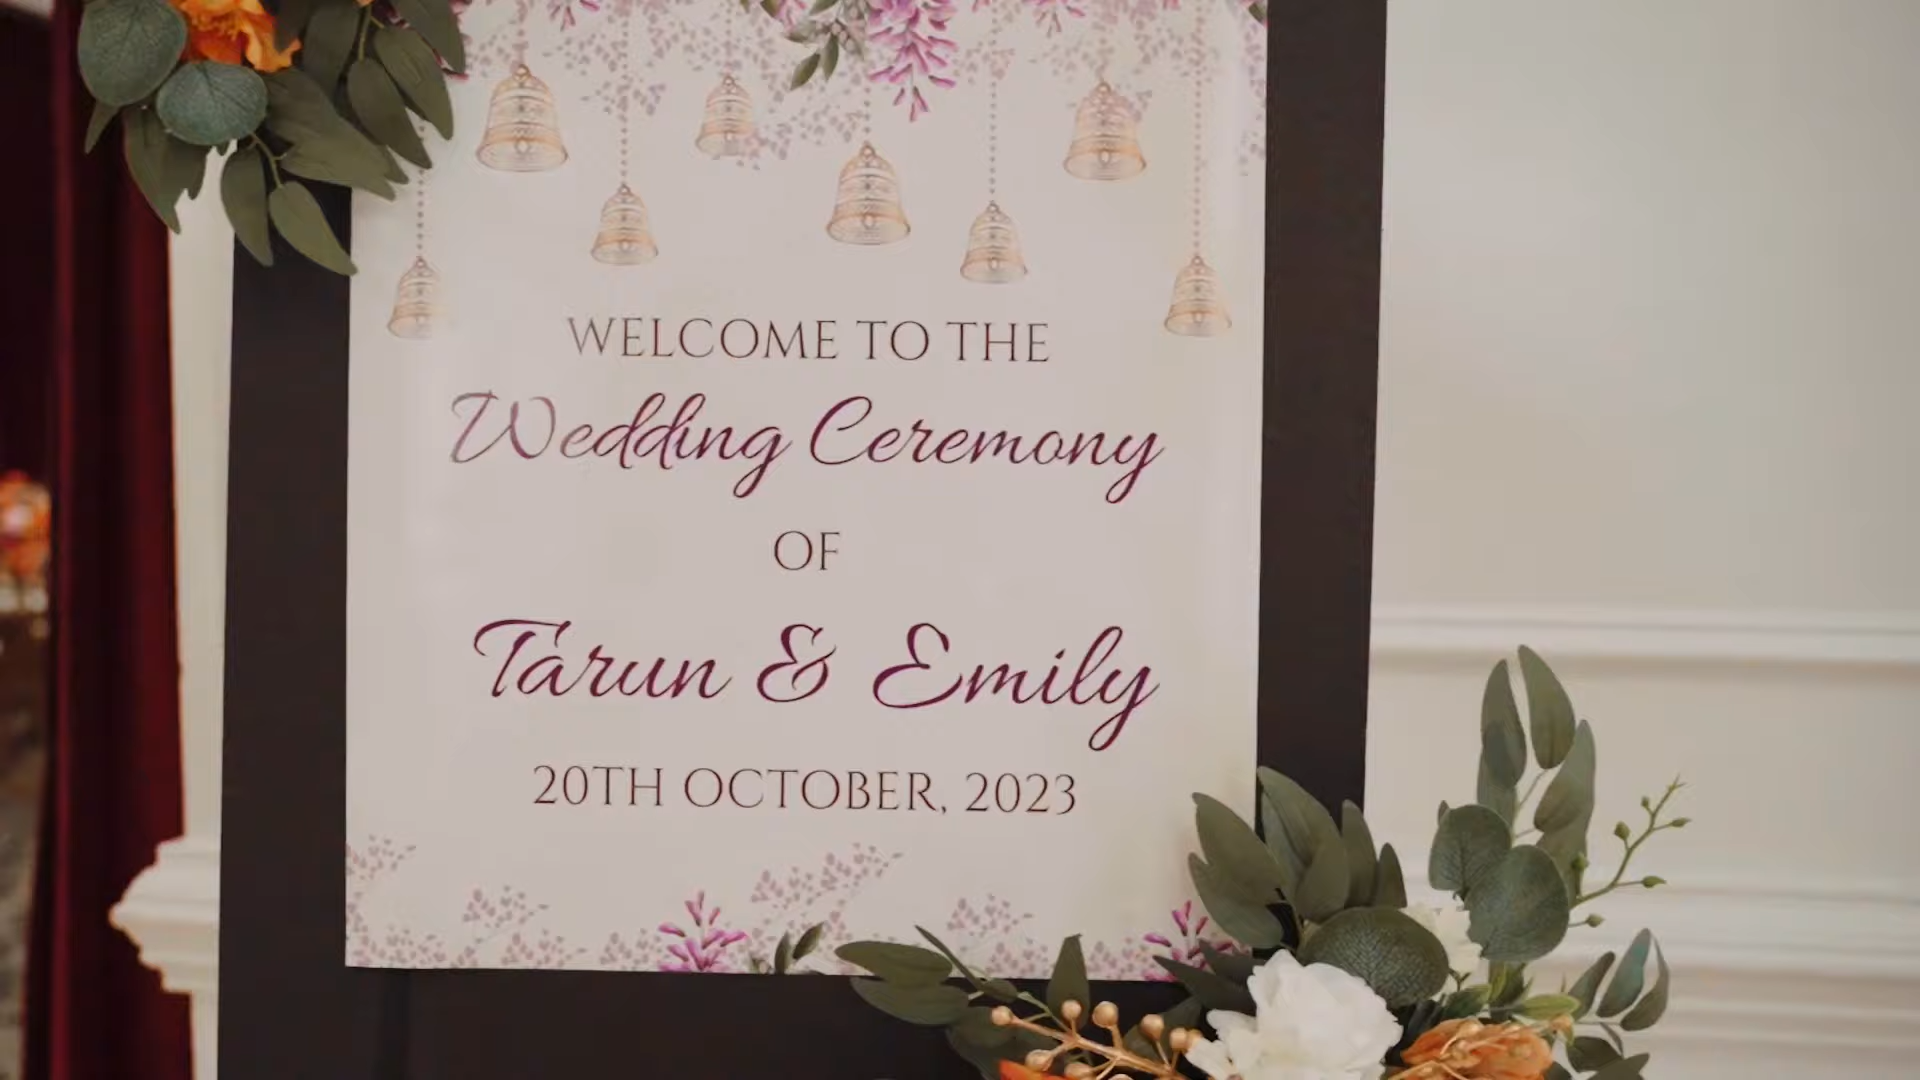 WELCOME TO THE
Wedding Ceremony
OF
Tarun & Emily
20TH OCTOBER, 2023